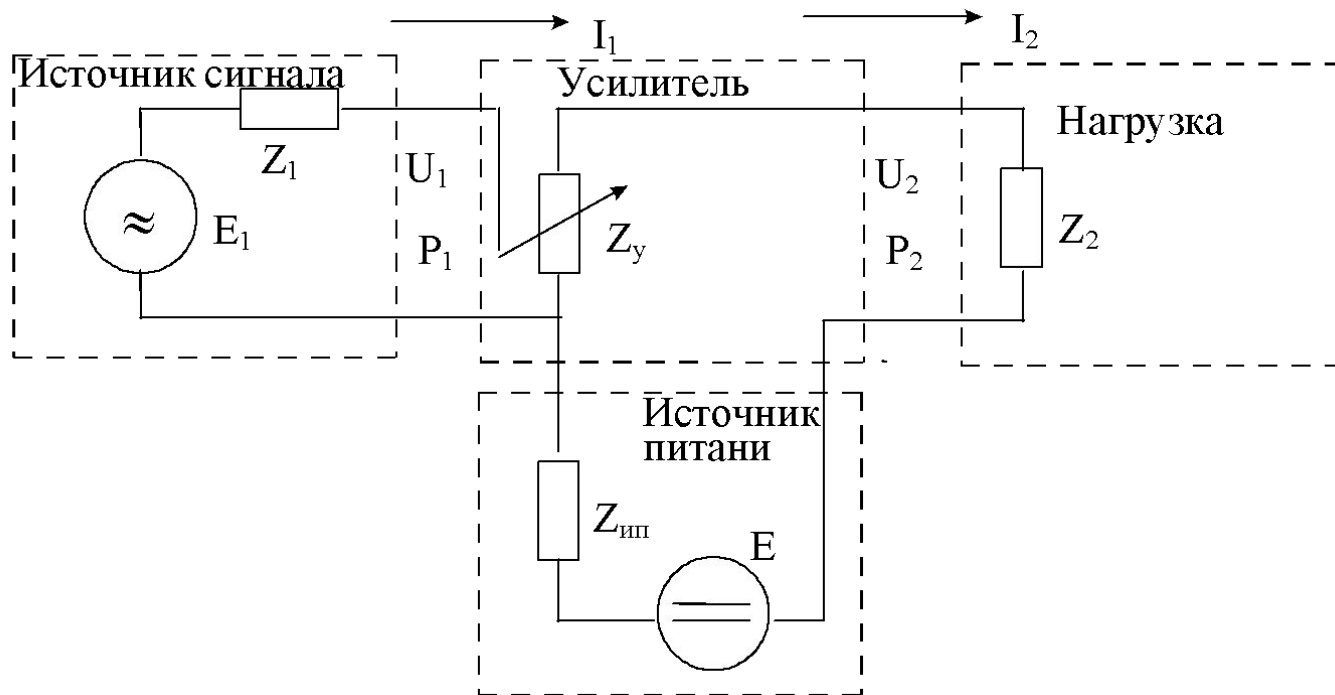 I₁
I₂
Источник сигнала
Усилитель
Нагрузка
Z₁
U₁
U₂
≈
E₁
P₁
Zу
P₂
Z₂
Источник
питани
Zип
E